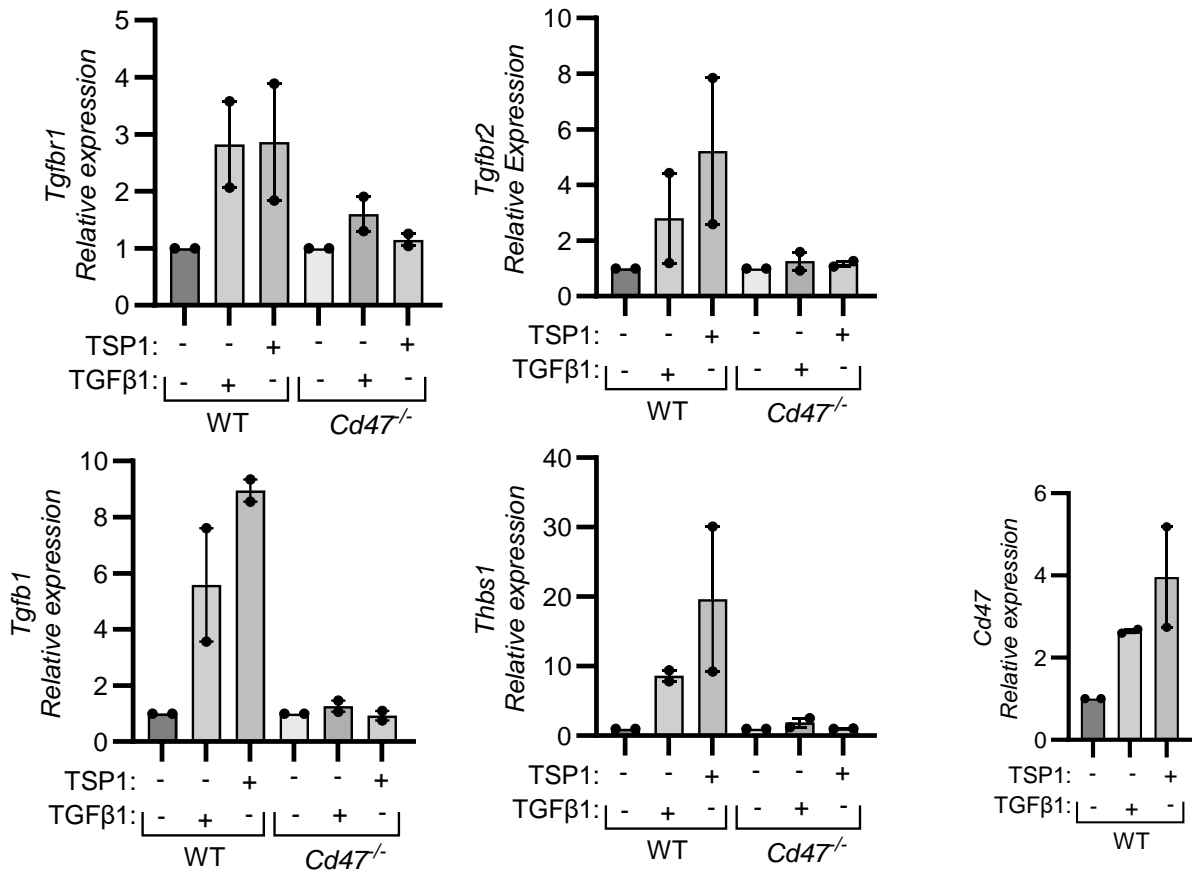 Tgfbr1
Relative expression
5
4
3
2
1
0
TSP1: - - + - - +
TGFβ1: - + - - + -
WT Cd47-/-
Tgfbr2
Relative Expression
10
8
6
4
2
0
TSP1: - - + - - +
TGFβ1: - + - - + -
WT Cd47-/-
Tgfb1
Relative expression
10
8
6
4
2
0
TSP1: - - + - - +
TGFβ1: - + - - + -
WT Cd47-/-
Thbs1
Relative expression
40
30
20
10
0
TSP1: - - + - - +
TGFβ1: - + - - + -
WT Cd47-/-
Cd47
Relative expression
6
4
2
0
TSP1: - - +
TGFβ1: - + -
WT